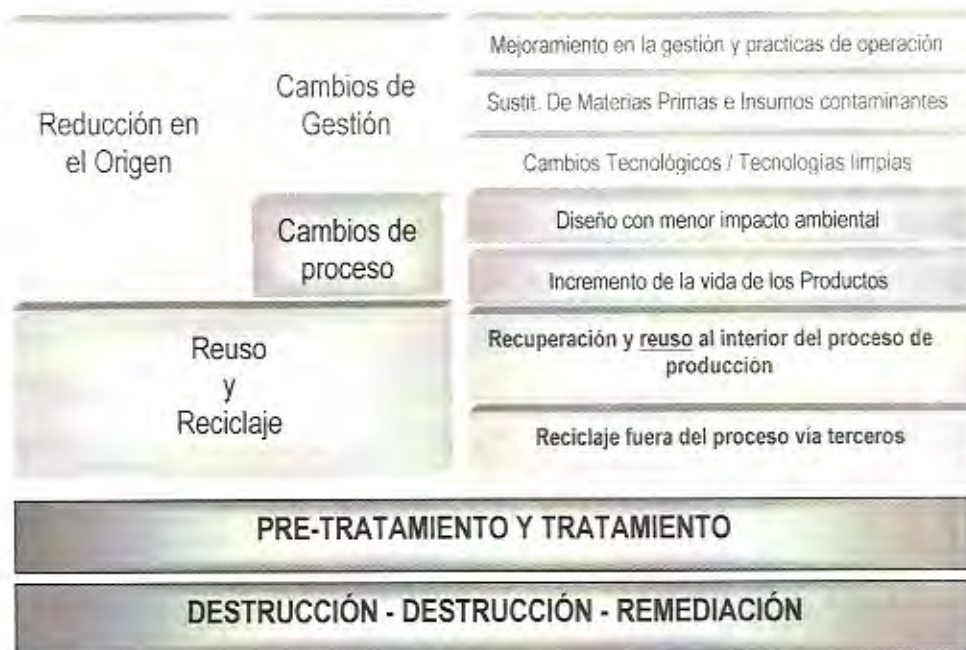 Reducción en
el Origen
Cambios de
Gestión
Mejoramiento en la gestión y practicas de operación
Sustit. De Materias Primas e Insumos contaminantes
Cambios Tecnológicos / Tecnologías limpias
Cambios de
proceso
Diseño con menor impacto ambiental
Incremento de la vida de los Productos
Reuso
y
Reciclaje
Recuperación y reuso al interior del proceso de
producción
Reciclaje fuera del proceso vía terceros
PRE-TRATAMIENTO Y TRATAMIENTO
DESTRUCCIÓN - DESTRUCCIÓN - REMEDIACIÓN